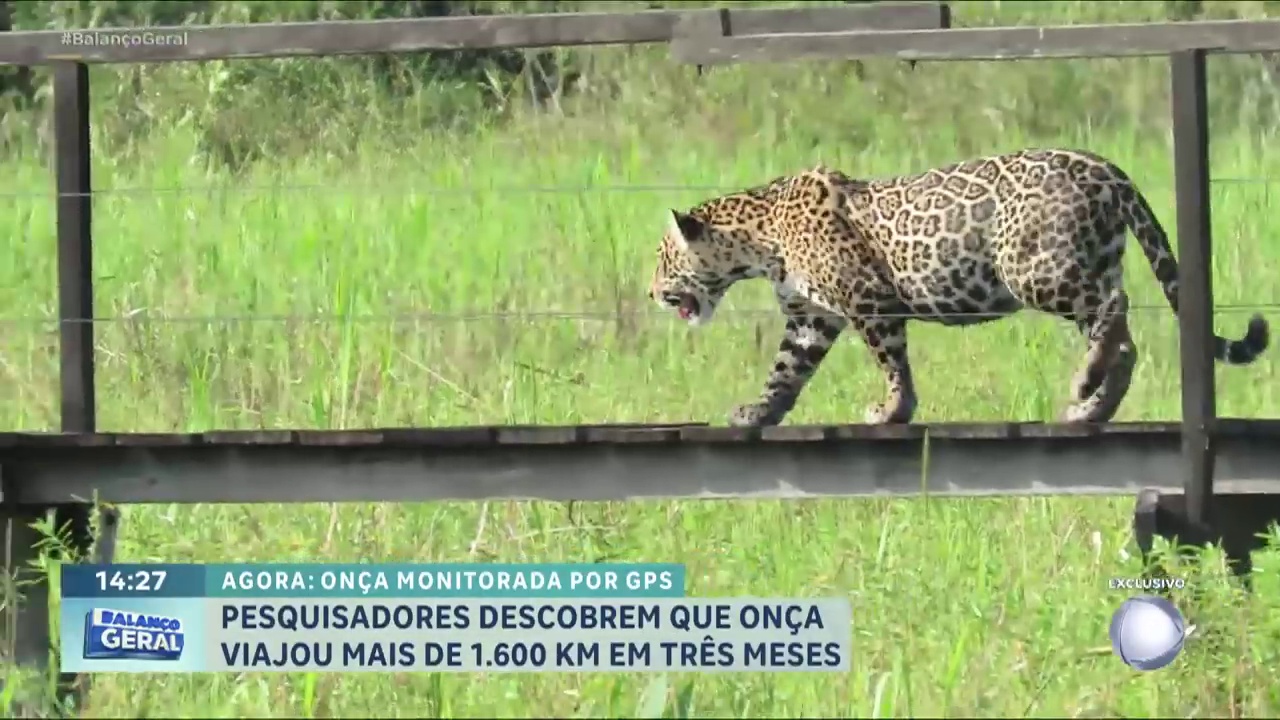 #BalançoGeral
14:27
AGORA: ONÇA MONITORADA POR GPS
BALANÇO
GERAL
PESQUISADORES DESCOBREM QUE ONÇA
VIAJOU MAIS DE 1.600 KM EM TRÊS MESES
EXCLUSIVO